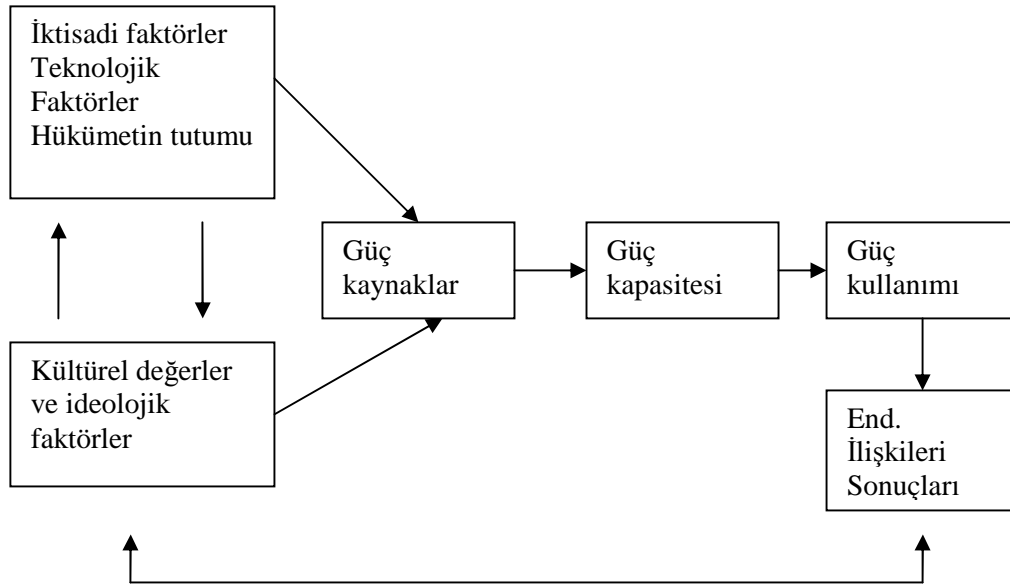 İktisadi faktörler
Teknolojik
Faktörler
Hükümetin tutumu
Güç
kaynaklar
Güç
kapasitesi
Güç
kullanımı
Kültürel değerler
ve ideolojik
faktörler
End.
İlişkileri
Sonuçları